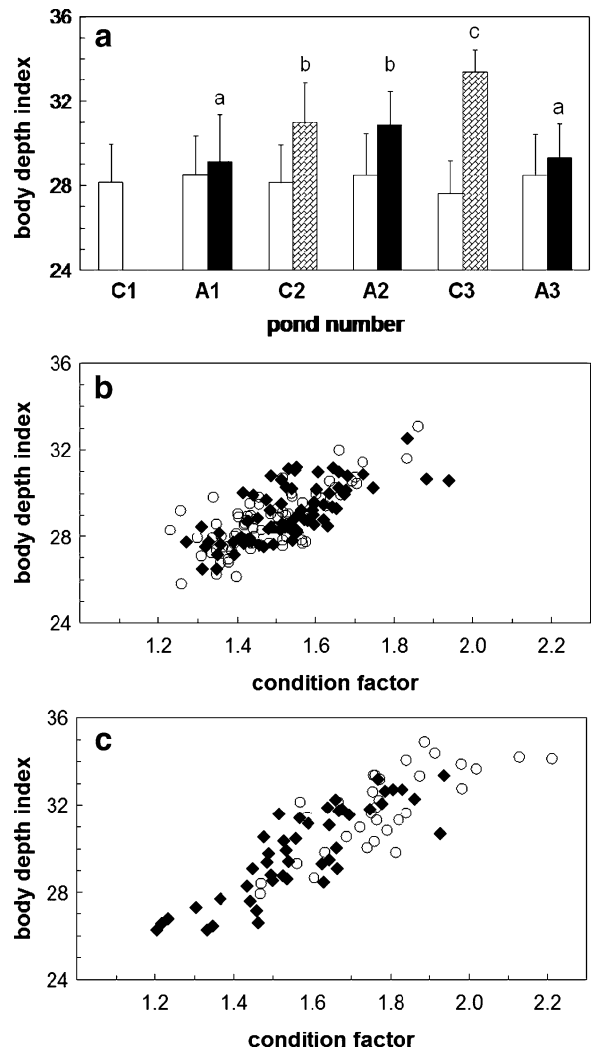 a
36
32
28
24
body depth index
a
b
b
c
a
C1 A1 C2 A2 C3 A3
pond number
b
36
32
28
24
body depth index
1.2 1.4 1.6 1.8 2.0 2.2
condition factor
c
36
32
28
24
body depth index
1.2 1.4 1.6 1.8 2.0 2.2
condition factor